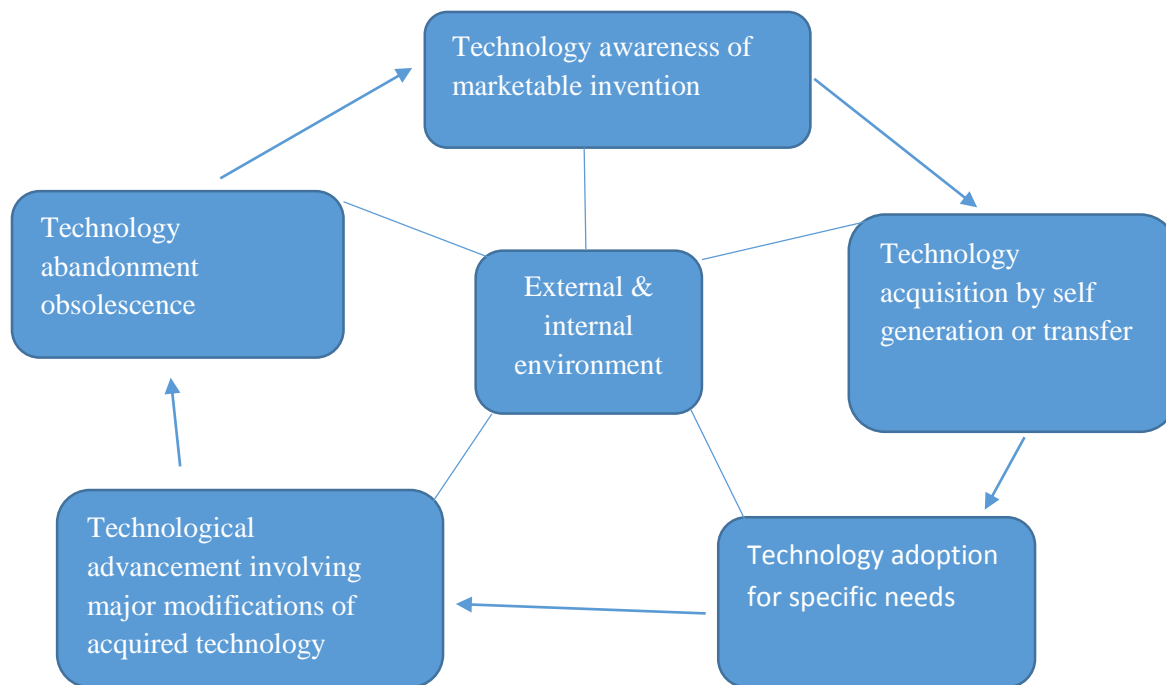 Technology awareness of
marketable invention
Technology
abandonment
obsolescence
External &
internal
environment
Technology
acquisition by self
generation or transfer
Technological
advancement involving
major modifications of
acquired technology
Technology adoption
for specific needs